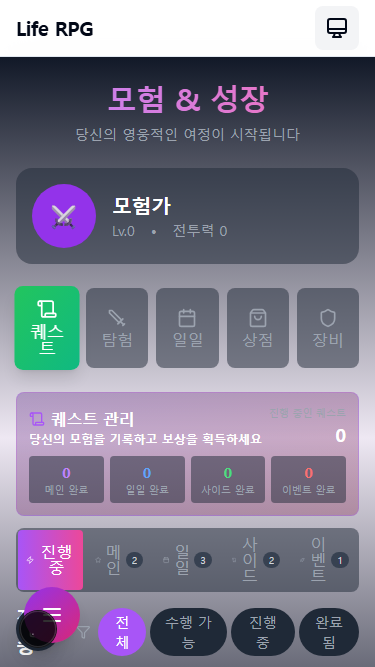 Life RPG
모험 & 성장
당신의 영웅적인 여정이 시작됩니다
모험가
Lv.0 • 전투력 0
퀘스
트
탐험
일일
상점
장비
퀘스트 관리
진행 중인 퀘스트
당신의 모험을 기록하고 보상을 획득하세요
0
0
0
0
0
메인 완료
일일 완료
사이드 완료
이벤트 완료
진행
중
메
인
2
일
일
3
사
이
드
2
이
벤
트
1
전
체
수행 가
능
진행
중
완료
됨